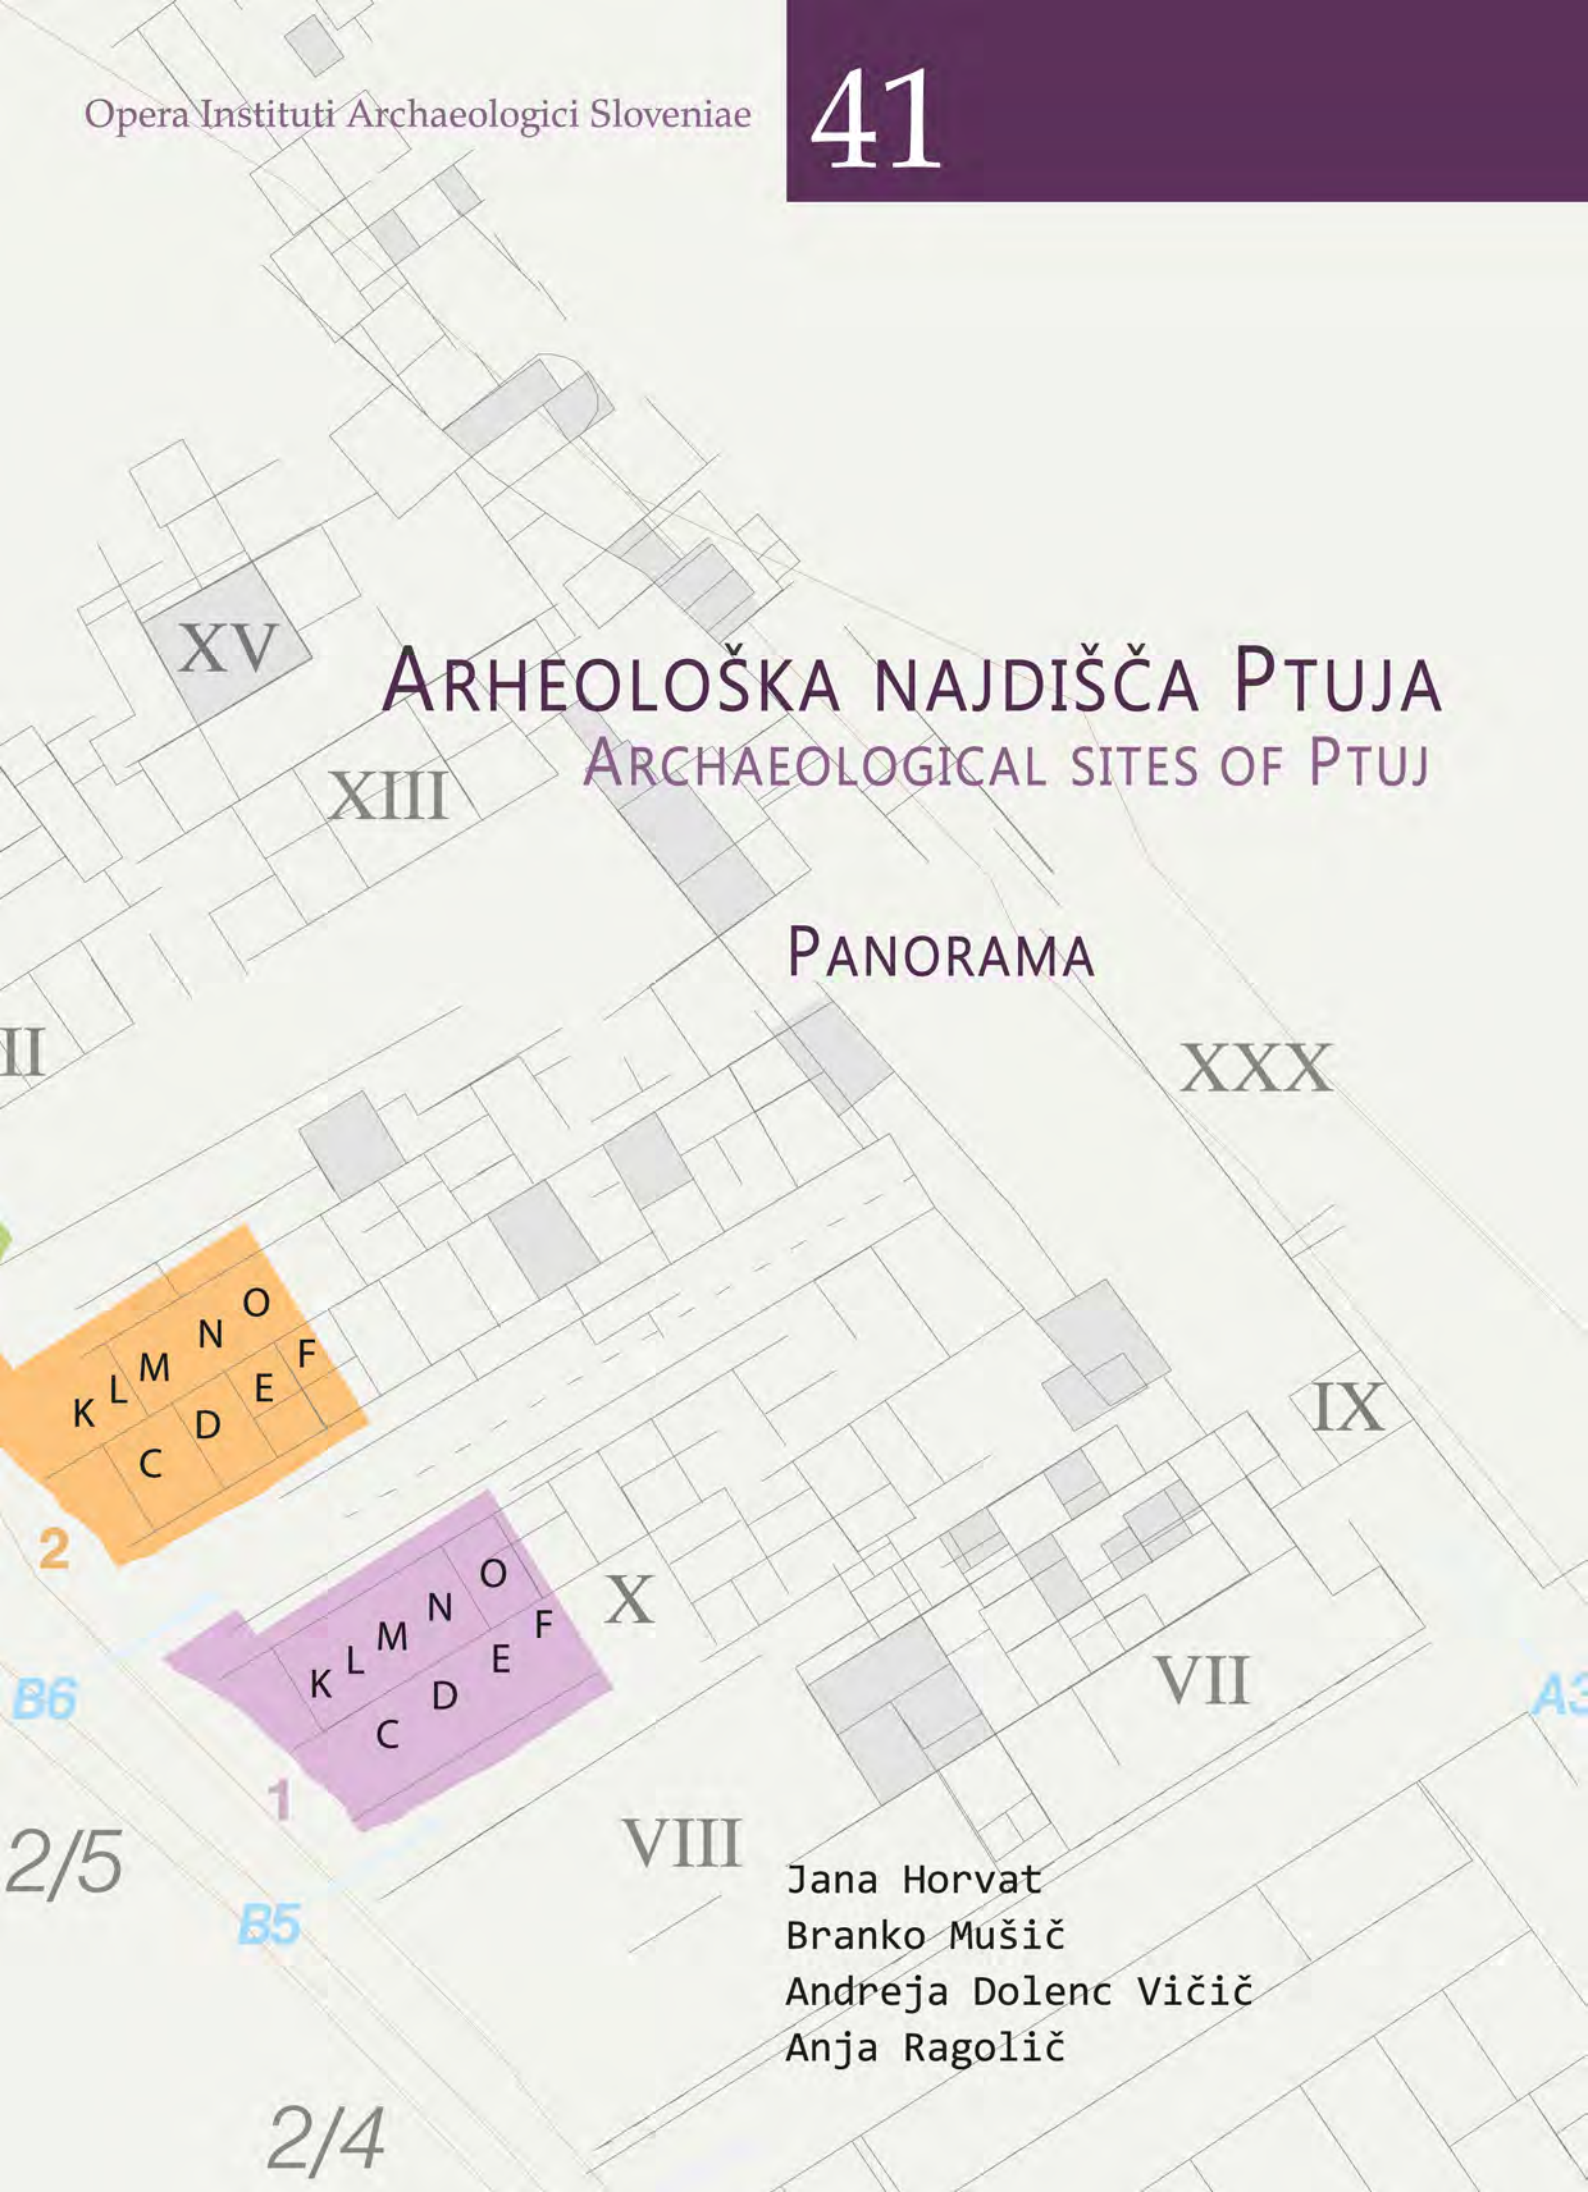 Opera Instituti Archaeologici Sloveniae
41
XV
ARHEOLOŠKA NAJDIŠČA PTUJA
ARCHAEOLOGICAL SITES OF PTUJ
XIII
PANORAMA
II
XXX
O
N
F
M
E
L
K
D
C
IX
2
O
X
N
F
M
E
L
K
D
C
VII
B6
A3
1
VIII
2/5
B5
Jana Horvat
Branko Mušič
Andreja Dolenc Vičič
Anja Ragolič
2/4